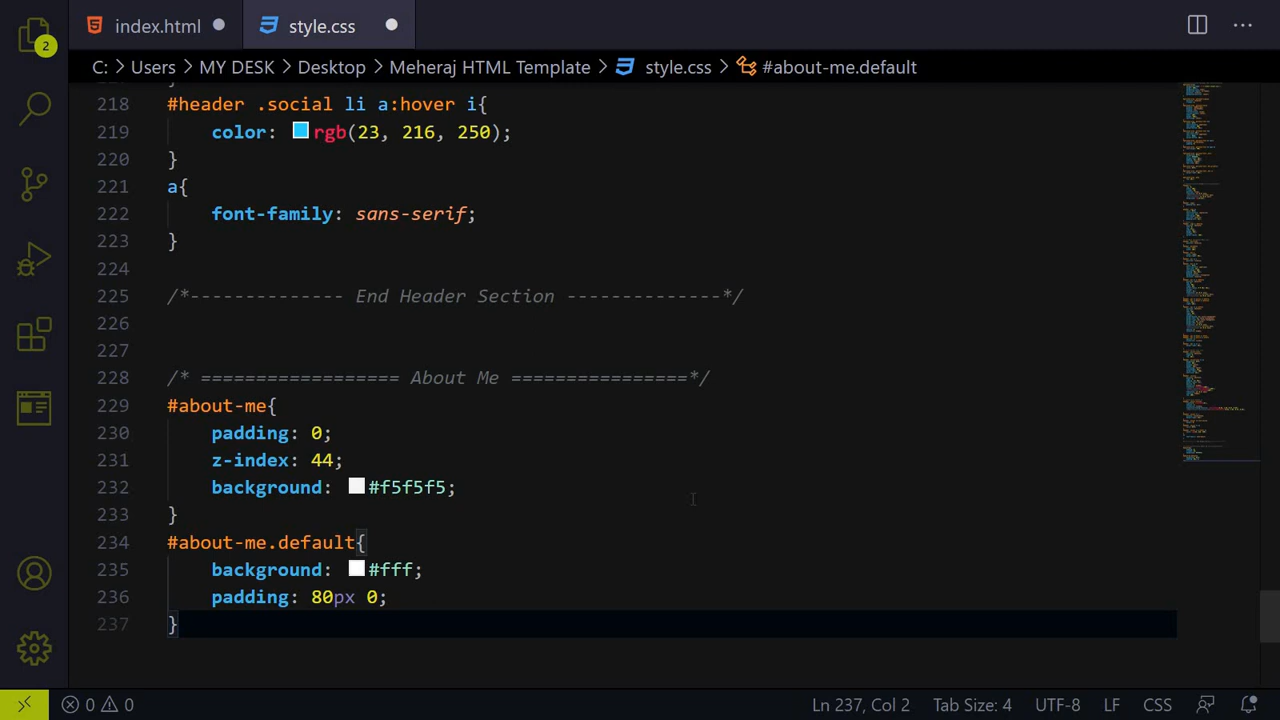 index.html
style.css
2
C: > Users > MY DESK > Desktop > Meheraj HTML Template > style.css > #about-me.default
218 #header .social li a:hover i{
219     color: rgb(23, 216, 250);
220 }
221 a{
222     font-family: sans-serif;
223 }
224
225 /*-------------- End Header Section --------------*/
226
227
228 /* ================== About Me ================*/
229 #about-me{
230     padding: 0;
231     z-index: 44;
232     background: #f5f5f5;
233 }
234 #about-me.default{
235     background: #fff;
236     padding: 80px 0;
237 }
0 0 Ln 237, Col 2 Tab Size: 4 UTF-8 LF CSS